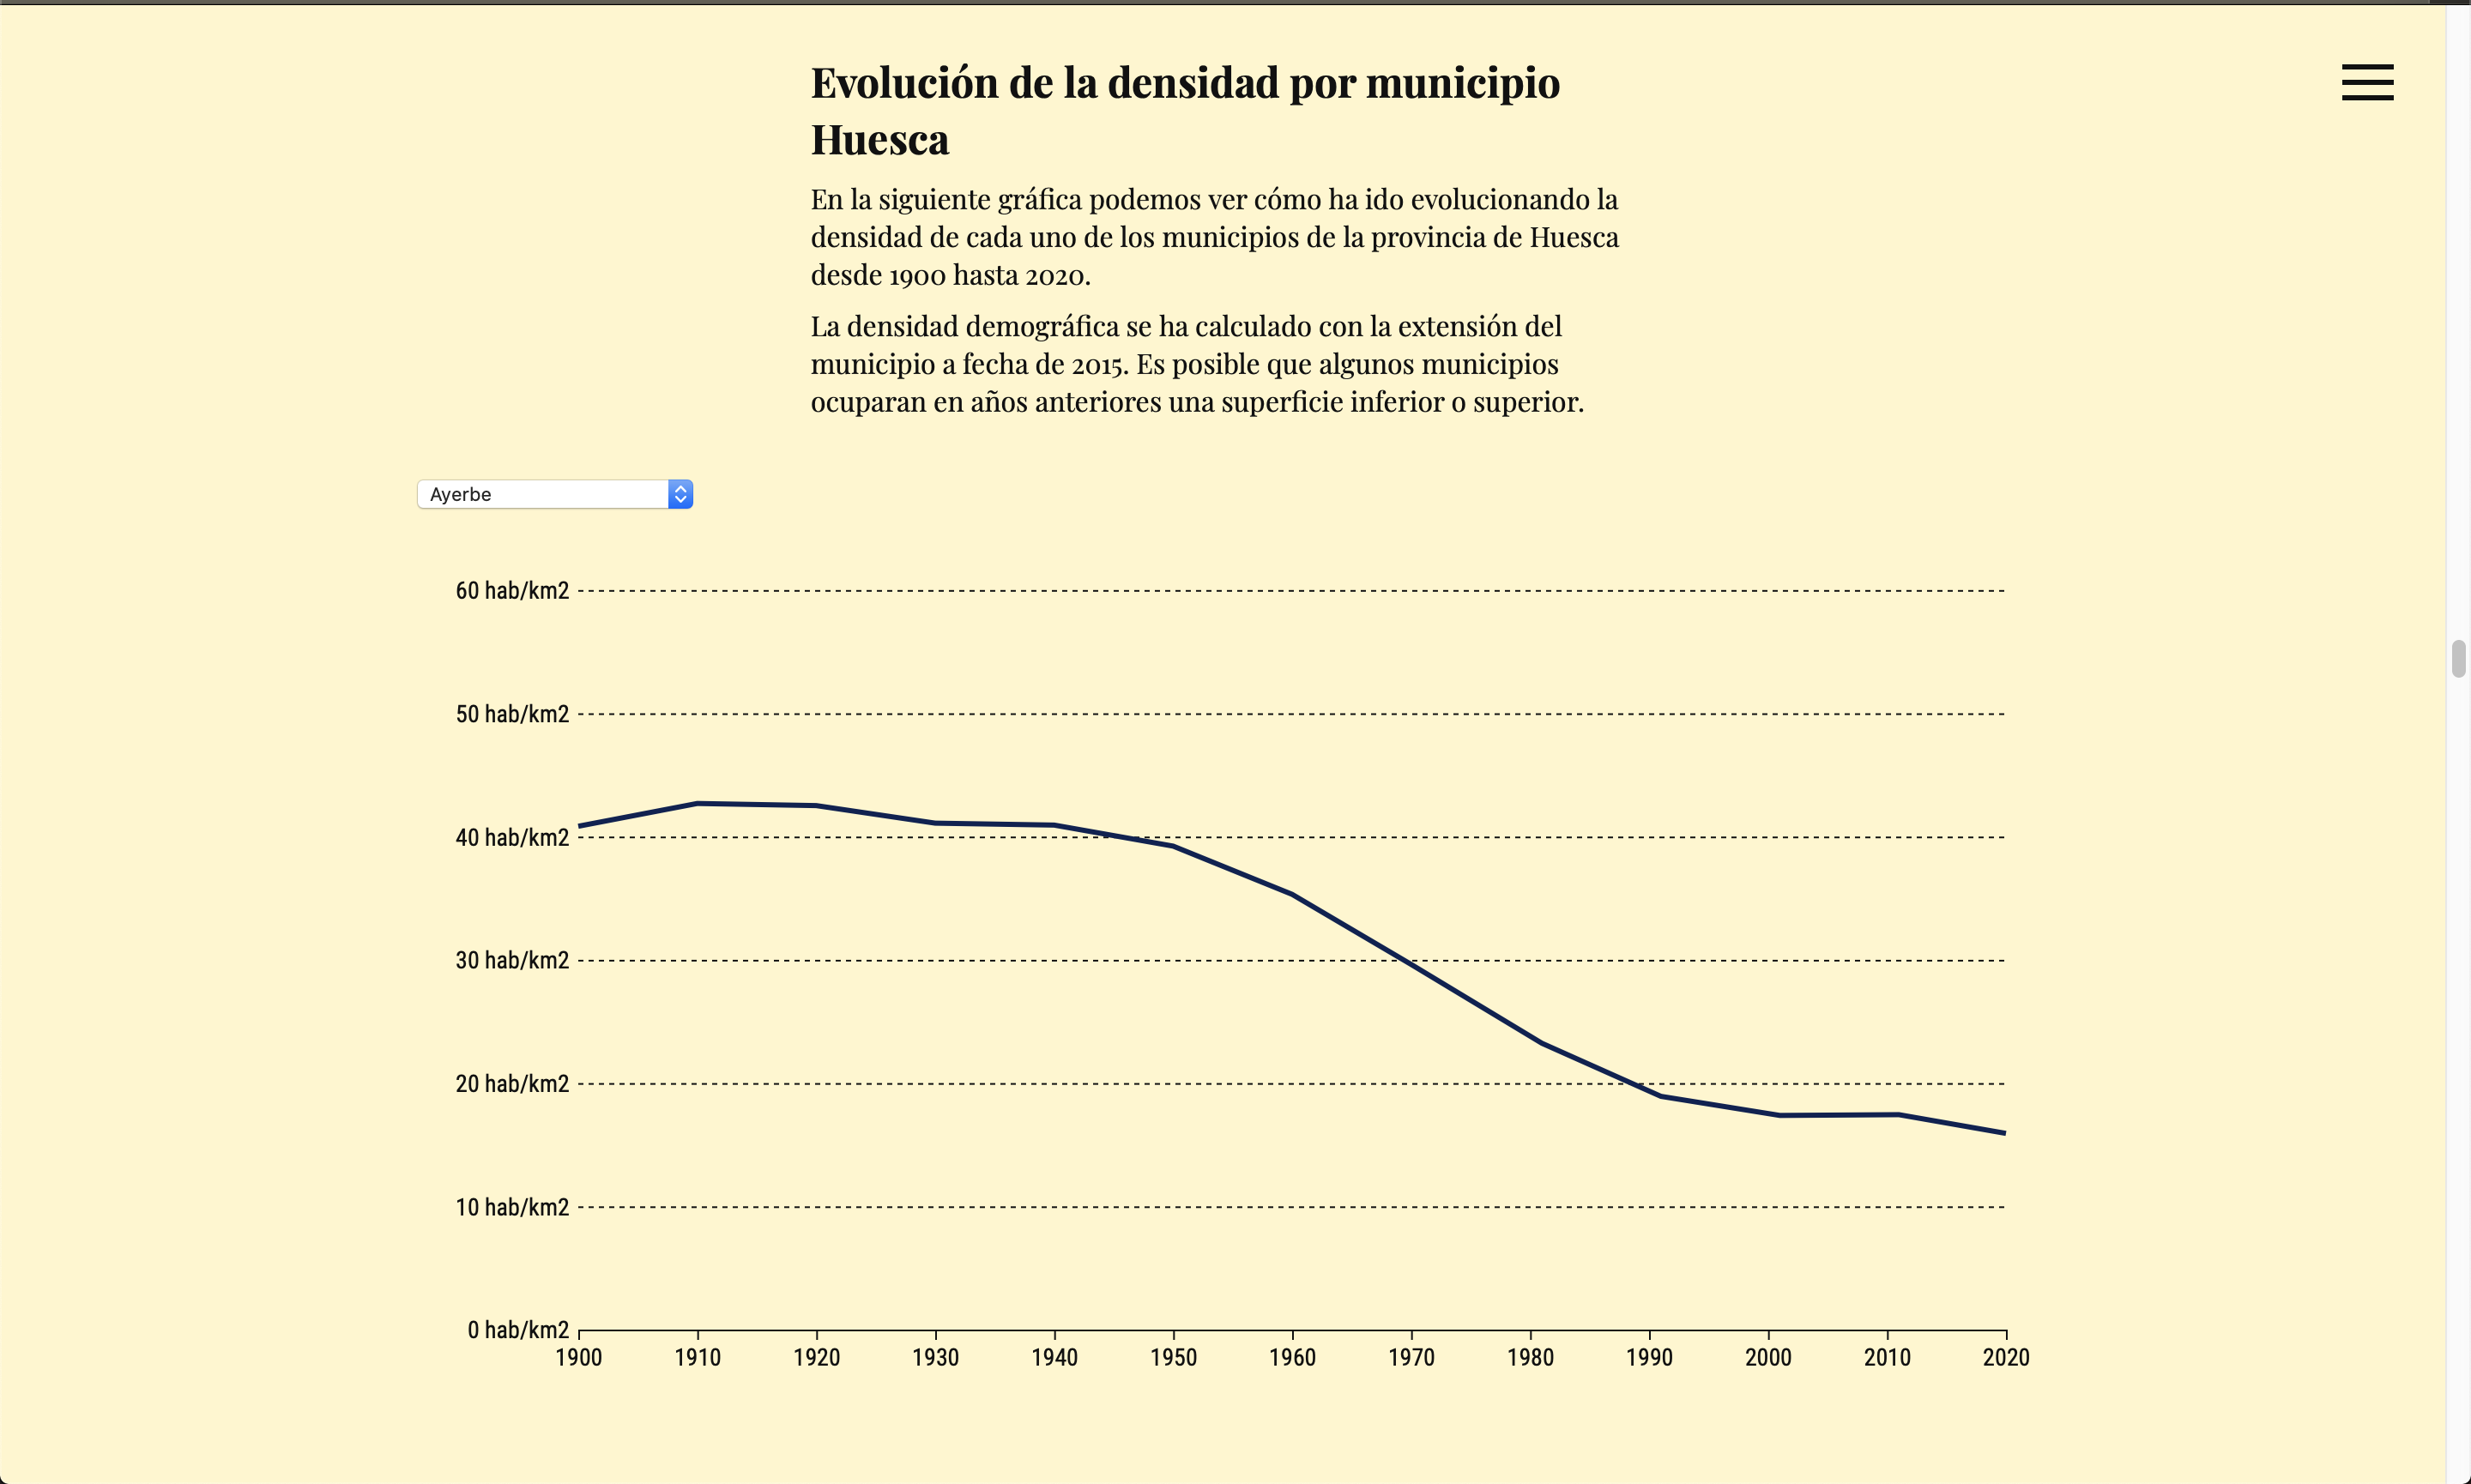 Evolución de la densidad por municipio
Huesca
En la siguiente gráfica podemos ver cómo ha ido evolucionando la
densidad de cada uno de los municipios de la provincia de Huesca
desde 1900 hasta 2020.
La densidad demográfica se ha calculado con la extensión del
municipio a fecha de 2015. Es posible que algunos municipios
ocuparan en años anteriores una superficie inferior o superior.
Ayerbe
60 hab/km2
50 hab/km2
40 hab/km2
30 hab/km2
20 hab/km2
10 hab/km2
0 hab/km2
1900 1910 1920 1930 1940 1950 1960 1970 1980 1990 2000 2010 2020